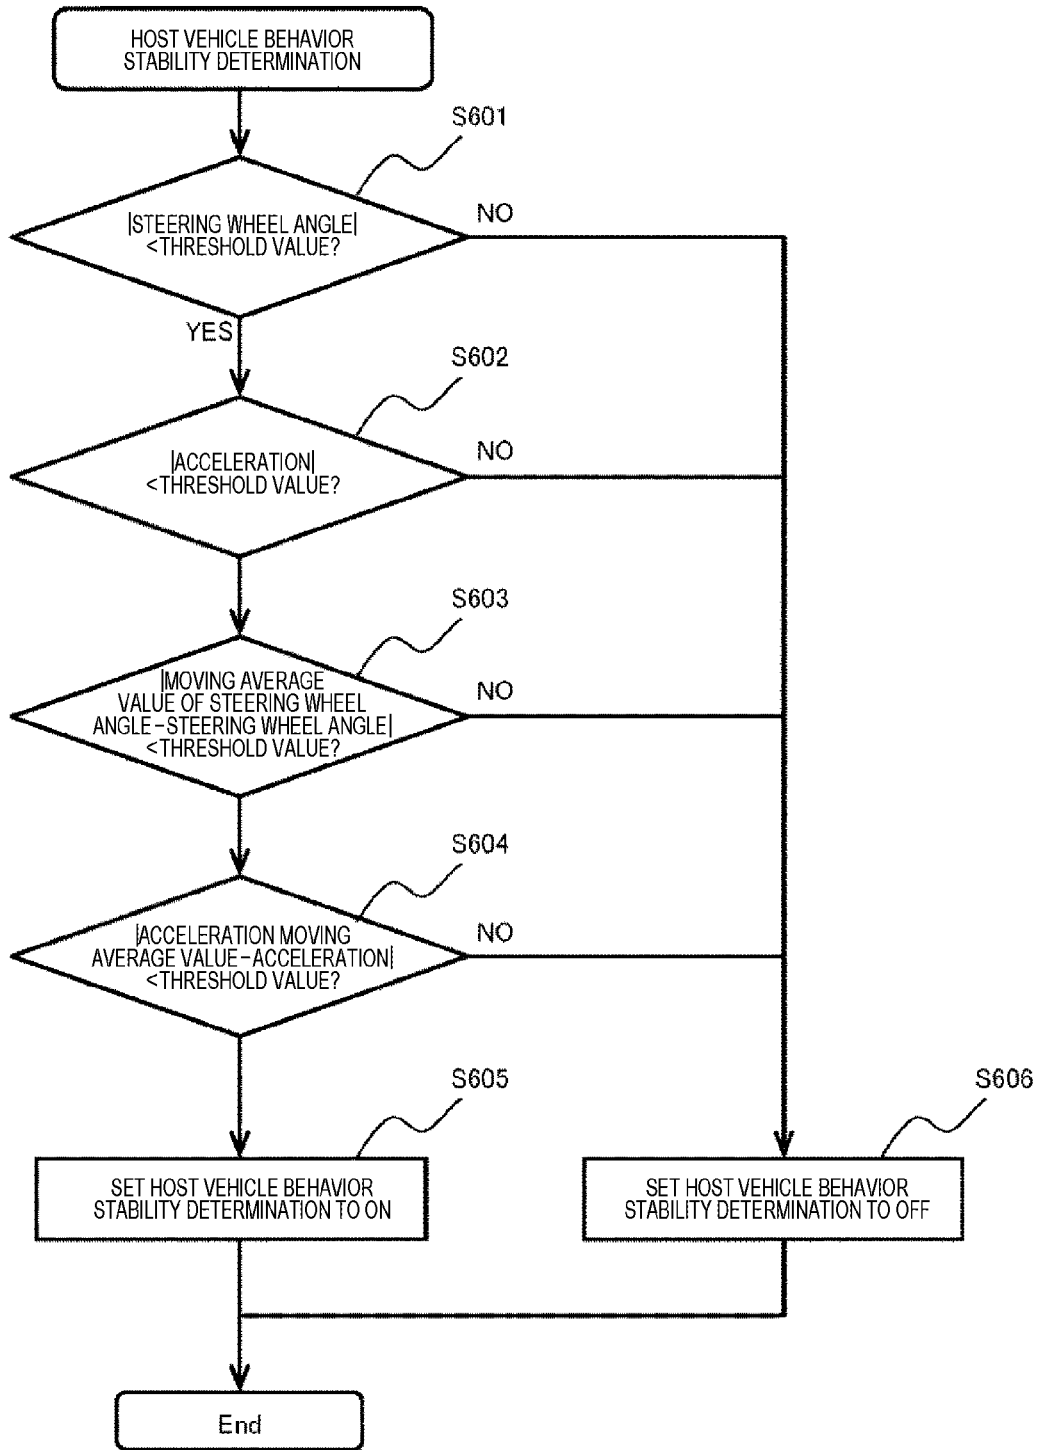 HOST VEHICLE BEHAVIOR
STABILITY DETERMINATION
S601
|STEERING WHEEL ANGLE|
<THRESHOLD VALUE?
NO
YES
S602
|ACCELERATION|
<THRESHOLD VALUE?
NO
S603
|MOVING AVERAGE
VALUE OF STEERING WHEEL
ANGLE-STEERING WHEEL ANGLE|
<THRESHOLD VALUE?
NO
S604
|ACCELERATION MOVING
AVERAGE VALUE-ACCELERATION|
<THRESHOLD VALUE?
NO
S605
SET HOST VEHICLE BEHAVIOR
STABILITY DETERMINATION TO ON
S606
SET HOST VEHICLE BEHAVIOR
STABILITY DETERMINATION TO OFF
End